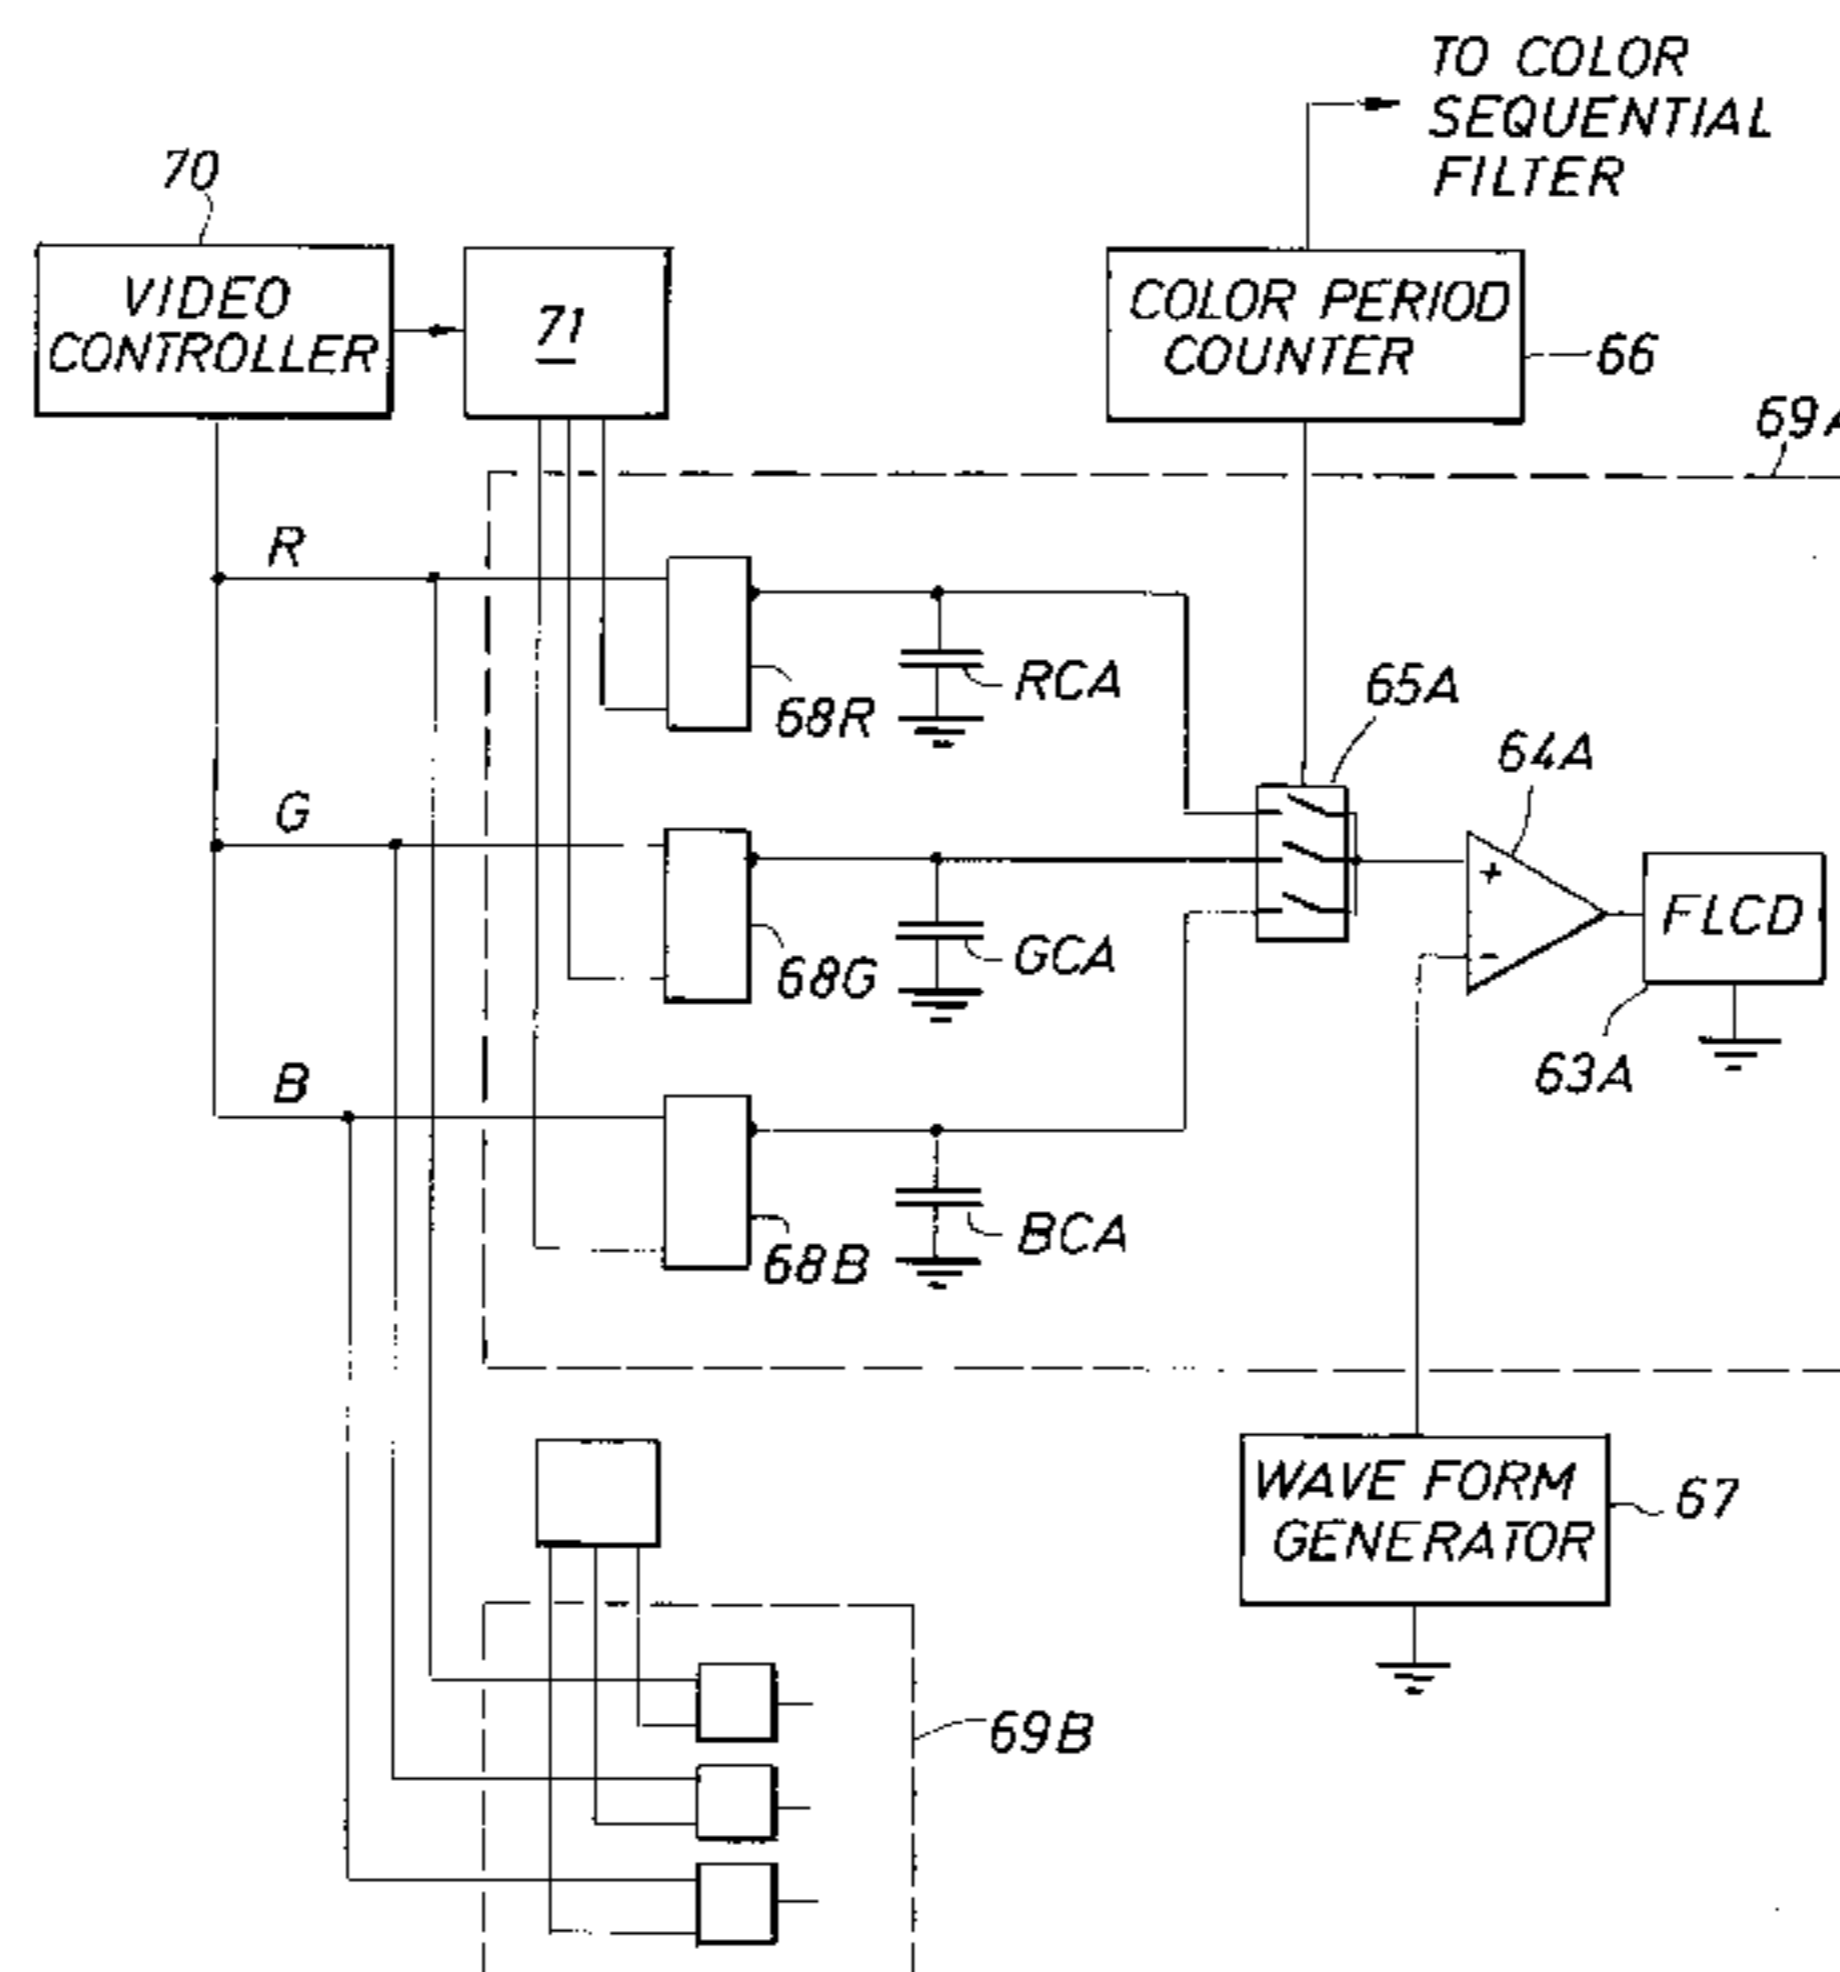 TO COLOR
SEQUENTIAL
FILTER
70
VIDEO
CONTROLLER
71
COLOR PERIOD
COUNTER
66
69A
R
RCA
68R
65A
64A
G
+
-
FLCD
GCA
68G
63A
B
BCA
68B
WAVE FORM
GENERATOR
67
69B